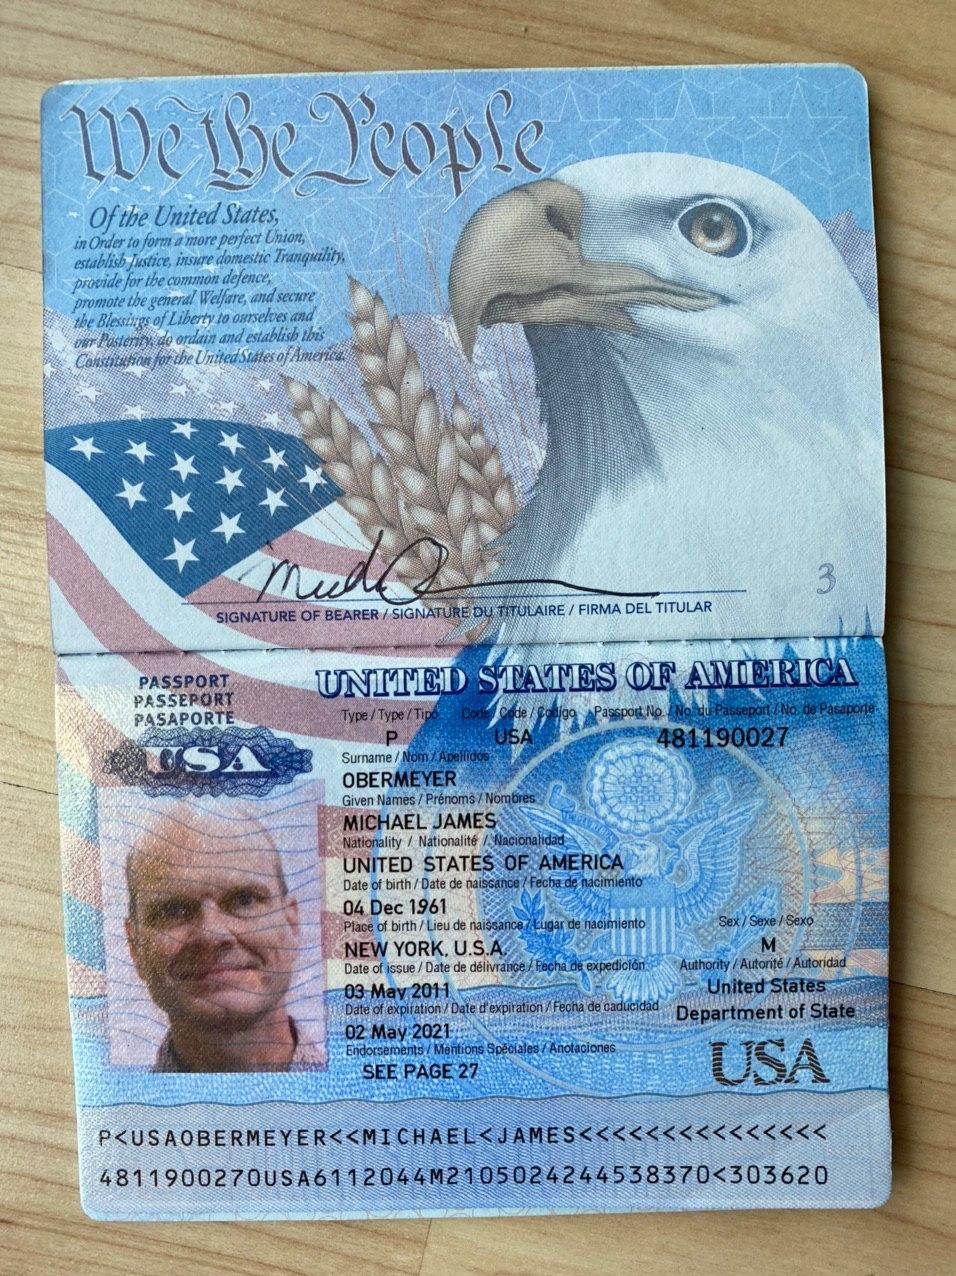 We the People
Of the United States,
in Order to form a more perfect Union,
establish Justice, insure domestic Tranquility,
provide for the common defence,
promote the general Welfare, and secure
the Blessings of Liberty to ourselves and
our Posterity, do ordain and establish this
Constitution for the United States of America.
3
SIGNATURE OF BEARER / SIGNATURE DU TITULAIRE / FIRMA DEL TITULAR
PASSPORT
PASSEPORT
PASAPORTE
USA
UNITED STATES OF AMERICA
Type / Type / Tipo Code / Code / Codigo Passport No. / No. du Passeport / No. de Pasaporte
P USA 481190027
Surname / Nom / Apellidos
OBERMEYER
Given Names / Prénoms / Nombres
MICHAEL JAMES
Nationality / Nationalité / Nacionalidad
UNITED STATES OF AMERICA
Date of birth / Date de naissance / Fecha de nacimiento
04 Dec 1961
Place of birth / Lieu de naissance / Lugar de nacimiento Sex / Sexe / Sexo
NEW YORK, U.S.A. M
Date of issue / Date de délivrance / Fecha de expedición Authority / Autorité / Autoridad
03 May 2011 United States
Date of expiration / Date d'expiration / Fecha de caducidad Department of State
02 May 2021
Endorsements / Mentions Spéciales / Anotaciones
SEE PAGE 27
USA
P<USAOBERMEYER<<MICHAEL<JAMES<<<<<<<<<<<<<<<
4811900270USA6112044M2105024244538370<303620